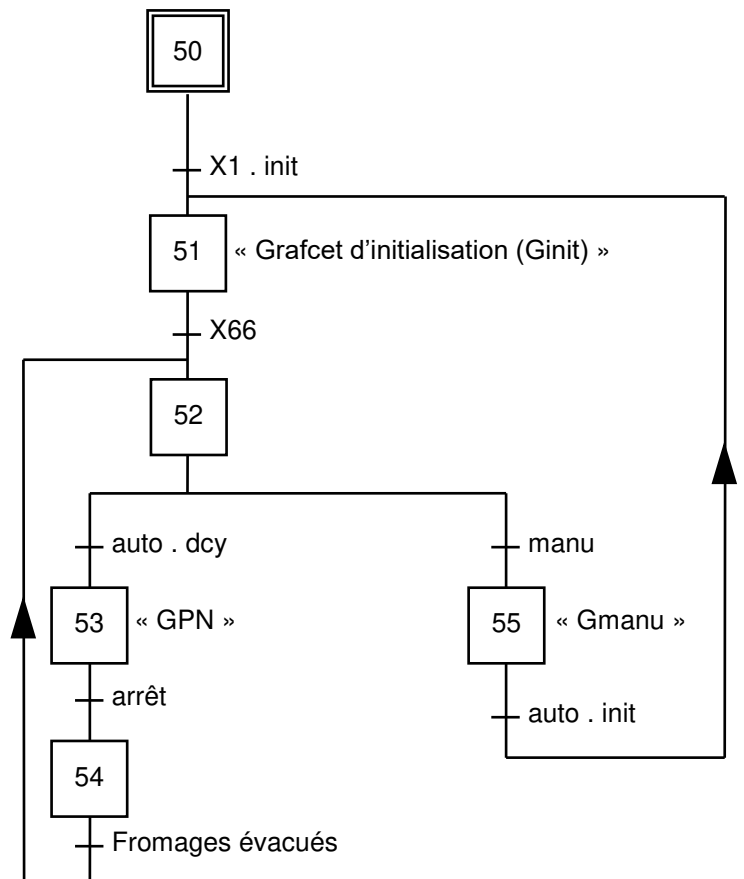 50
X1 . init
51 « Grafcet d’initialisation (Ginit) »
X66
52
auto . dcy
manu
53 « GPN »
55 « Gmanu »
arrêt
auto . init
54
Fromages évacués